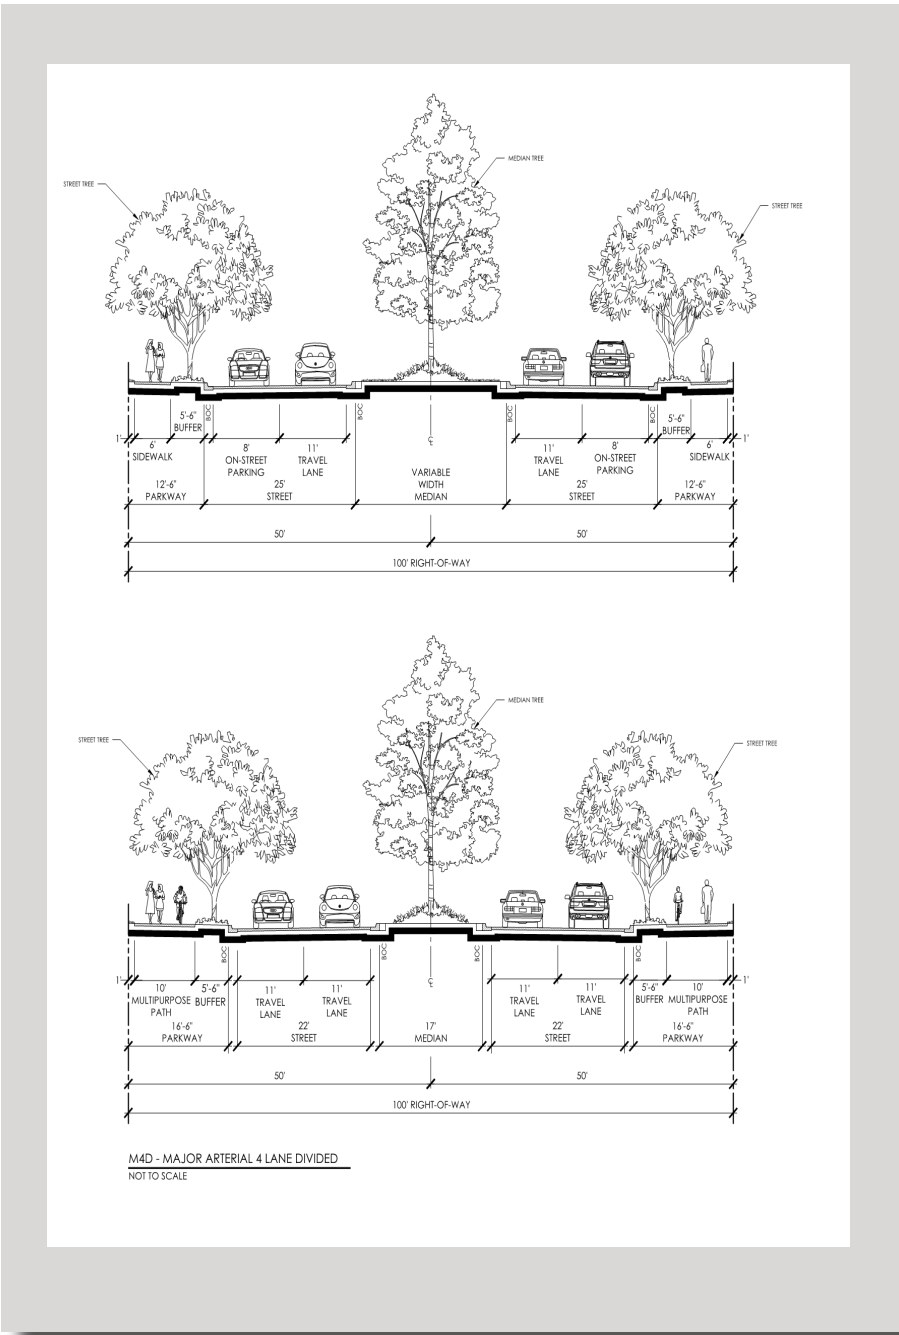 MEDIAN TREE
STREET TREE
STREET TREE
BOC
BOC
BOC
BOC
5'-6"
BUFFER
5'-6"
BUFFER
1'
6'
SIDEWALK
8'
ON-STREET
PARKING
11'
TRAVEL
LANE
℄
11'
TRAVEL
LANE
8'
ON-STREET
PARKING
6'
SIDEWALK
1'
12'-6"
PARKWAY
25'
STREET
VARIABLE
WIDTH
MEDIAN
25'
STREET
12'-6"
PARKWAY
50'
50'
100' RIGHT-OF-WAY
MEDIAN TREE
STREET TREE
STREET TREE
BOC
BOC
BOC
BOC
1'
10'
MULTIPURPOSE
PATH
5'-6"
BUFFER
11'
TRAVEL
LANE
11'
TRAVEL
LANE
℄
11'
TRAVEL
LANE
11'
TRAVEL
LANE
5'-6"
BUFFER
10'
MULTIPURPOSE
PATH
1'
16'-6"
PARKWAY
22'
STREET
17'
MEDIAN
22'
STREET
16'-6"
PARKWAY
50'
50'
100' RIGHT-OF-WAY
M4D - MAJOR ARTERIAL 4 LANE DIVIDED
NOT TO SCALE